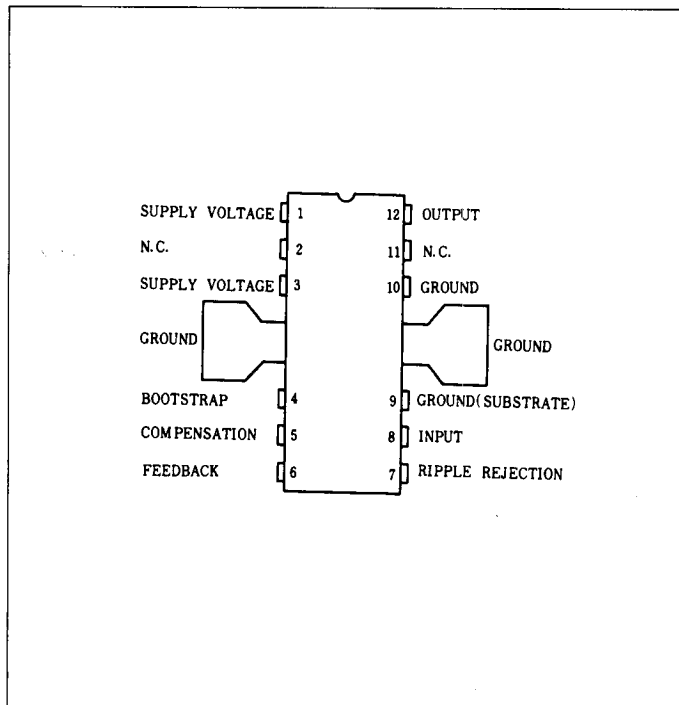 SUPPLY VOLTAGE 1 12 OUTPUT
N.C. 2 11 N.C.
SUPPLY VOLTAGE 3 10 GROUND
GROUND GROUND
BOOTSTRAP 4 9 GROUND(SUBSTRATE)
COMPENSATION 5 8 INPUT
FEEDBACK 6 7 RIPPLE REJECTION